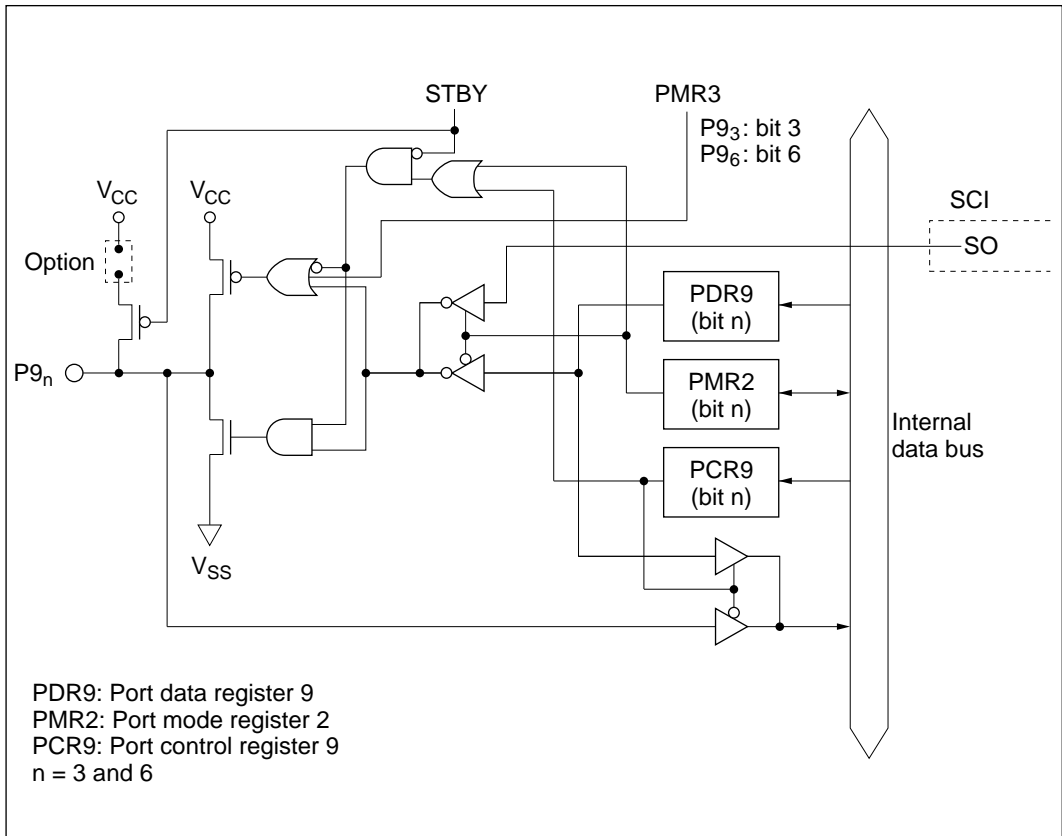 STBY
PMR3
P9₃: bit 3
P9₆: bit 6
V_CC
V_CC
SCI
SO
Option
PDR9
(bit n)
P9ₙ
PMR2
(bit n)
Internal
data bus
PCR9
(bit n)
V_SS
PDR9: Port data register 9
PMR2: Port mode register 2
PCR9: Port control register 9
n = 3 and 6